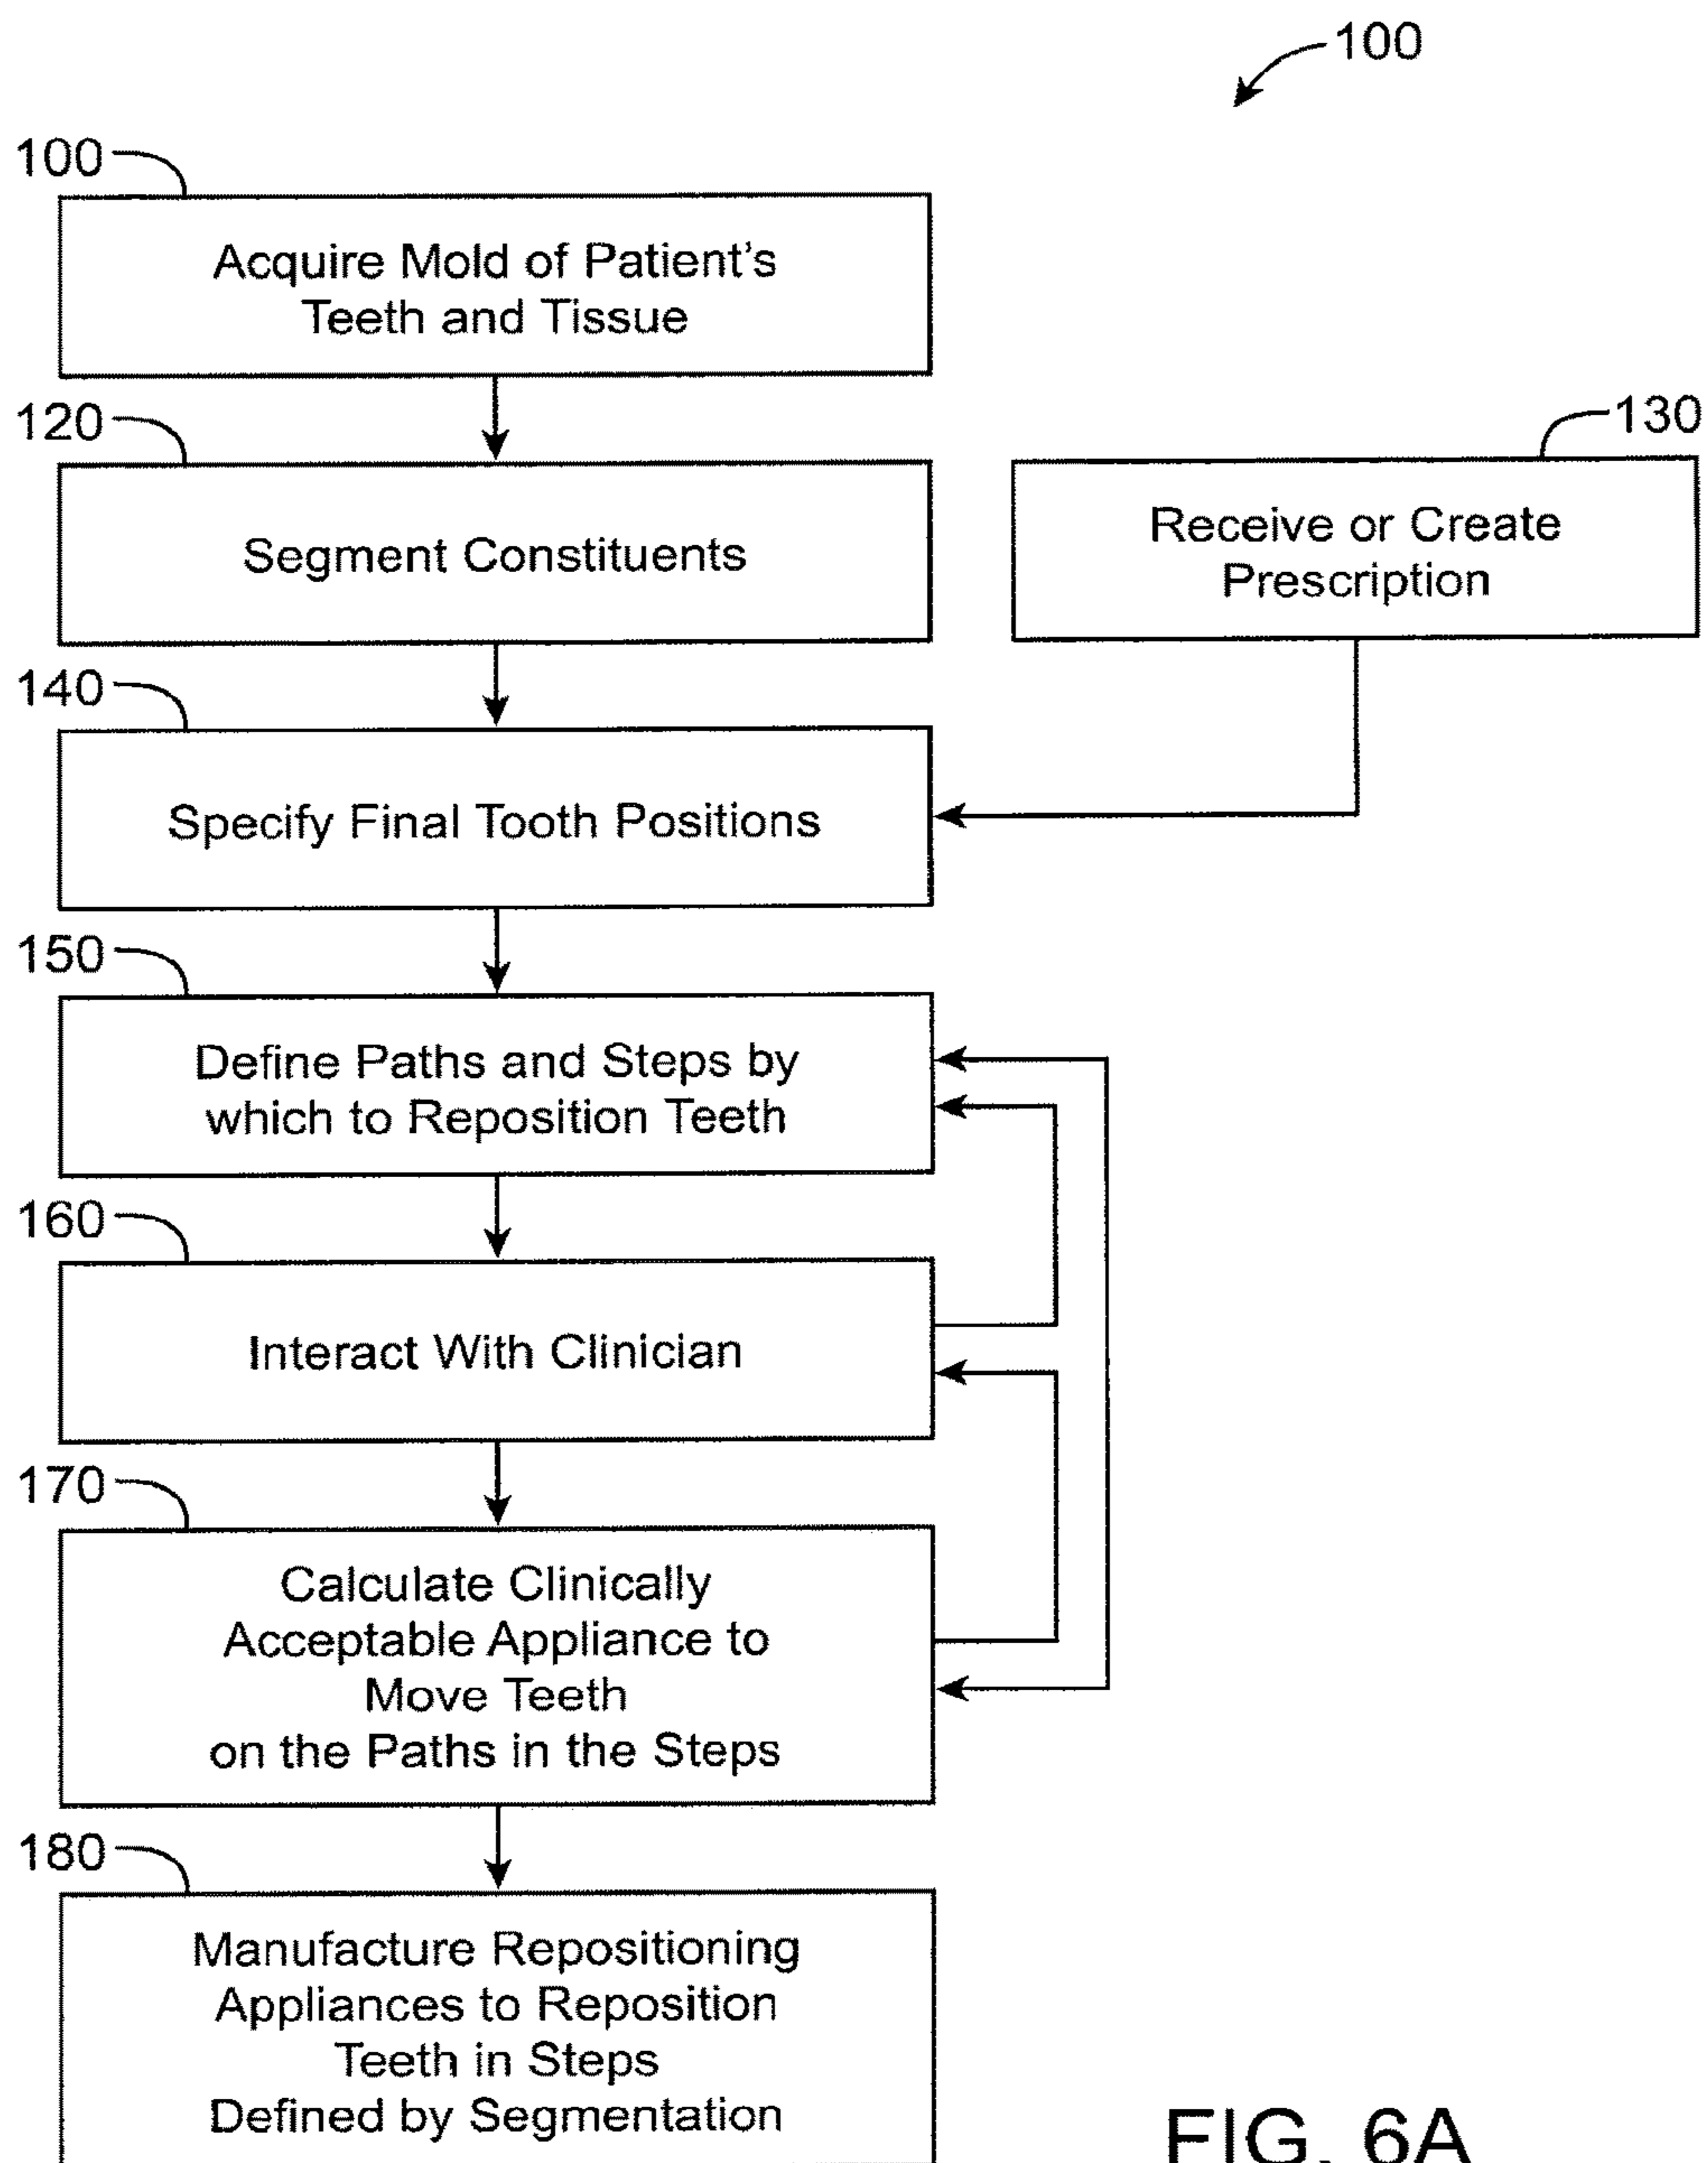 100
100
Acquire Mold of Patient's
Teeth and Tissue
120
Segment Constituents
130
Receive or Create
Prescription
140
Specify Final Tooth Positions
150
Define Paths and Steps by
which to Reposition Teeth
160
Interact With Clinician
170
Calculate Clinically
Acceptable Appliance to
Move Teeth
on the Paths in the Steps
180
Manufacture Repositioning
Appliances to Reposition
Teeth in Steps
Defined by Segmentation
FIG. 6A